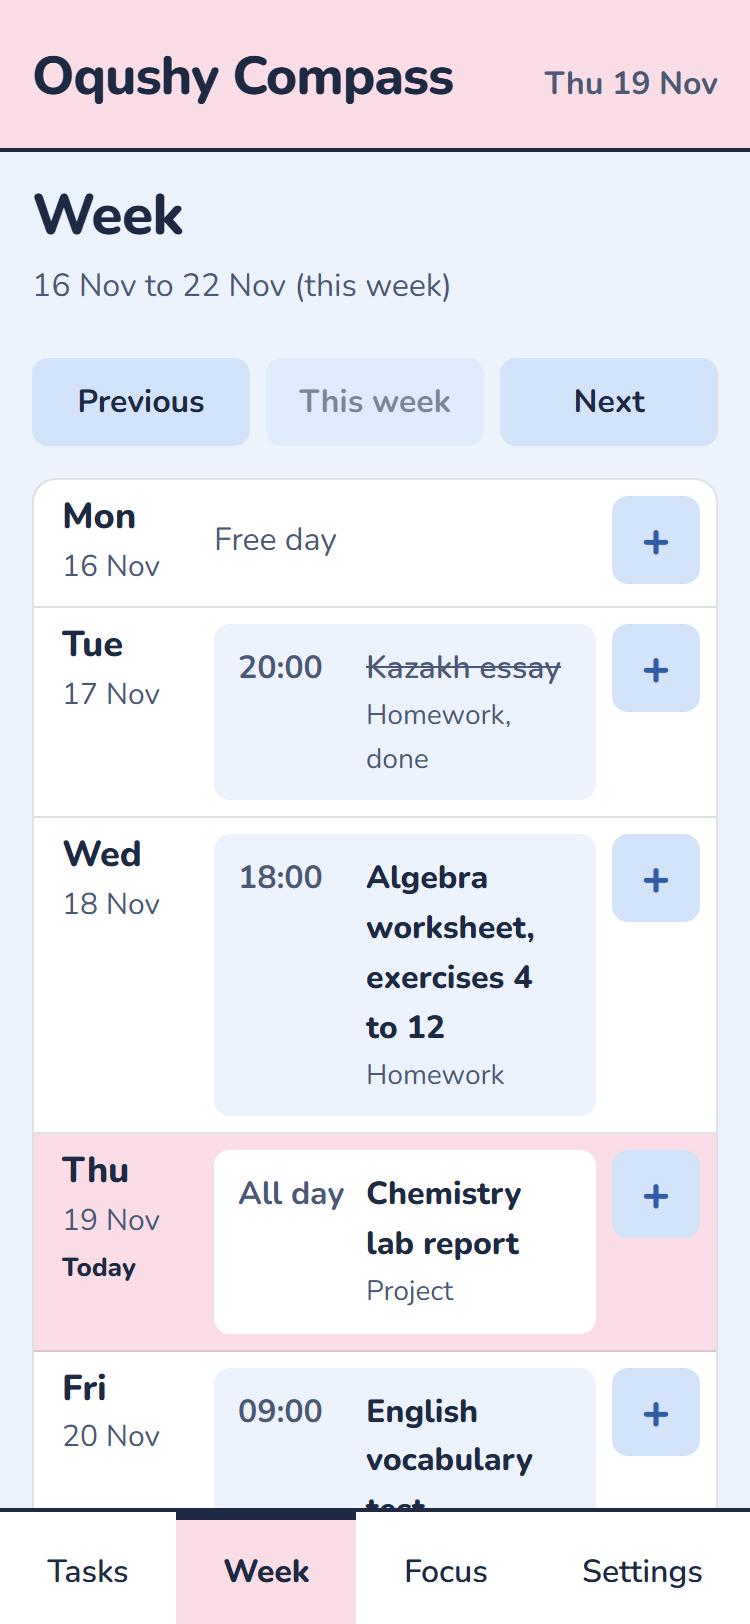 Oqushy Compass
Thu 19 Nov
Week
16 Nov to 22 Nov (this week)
Previous
This week
Next
Mon
16 Nov
Free day
+
Tue
17 Nov
20:00
Kazakh essay
Homework,
done
+
Wed
18 Nov
18:00
Algebra
worksheet,
exercises 4
to 12
Homework
+
Thu
19 Nov
Today
All day
Chemistry
lab report
Project
+
Fri
20 Nov
09:00
English
vocabulary
test
+
Tasks
Week
Focus
Settings